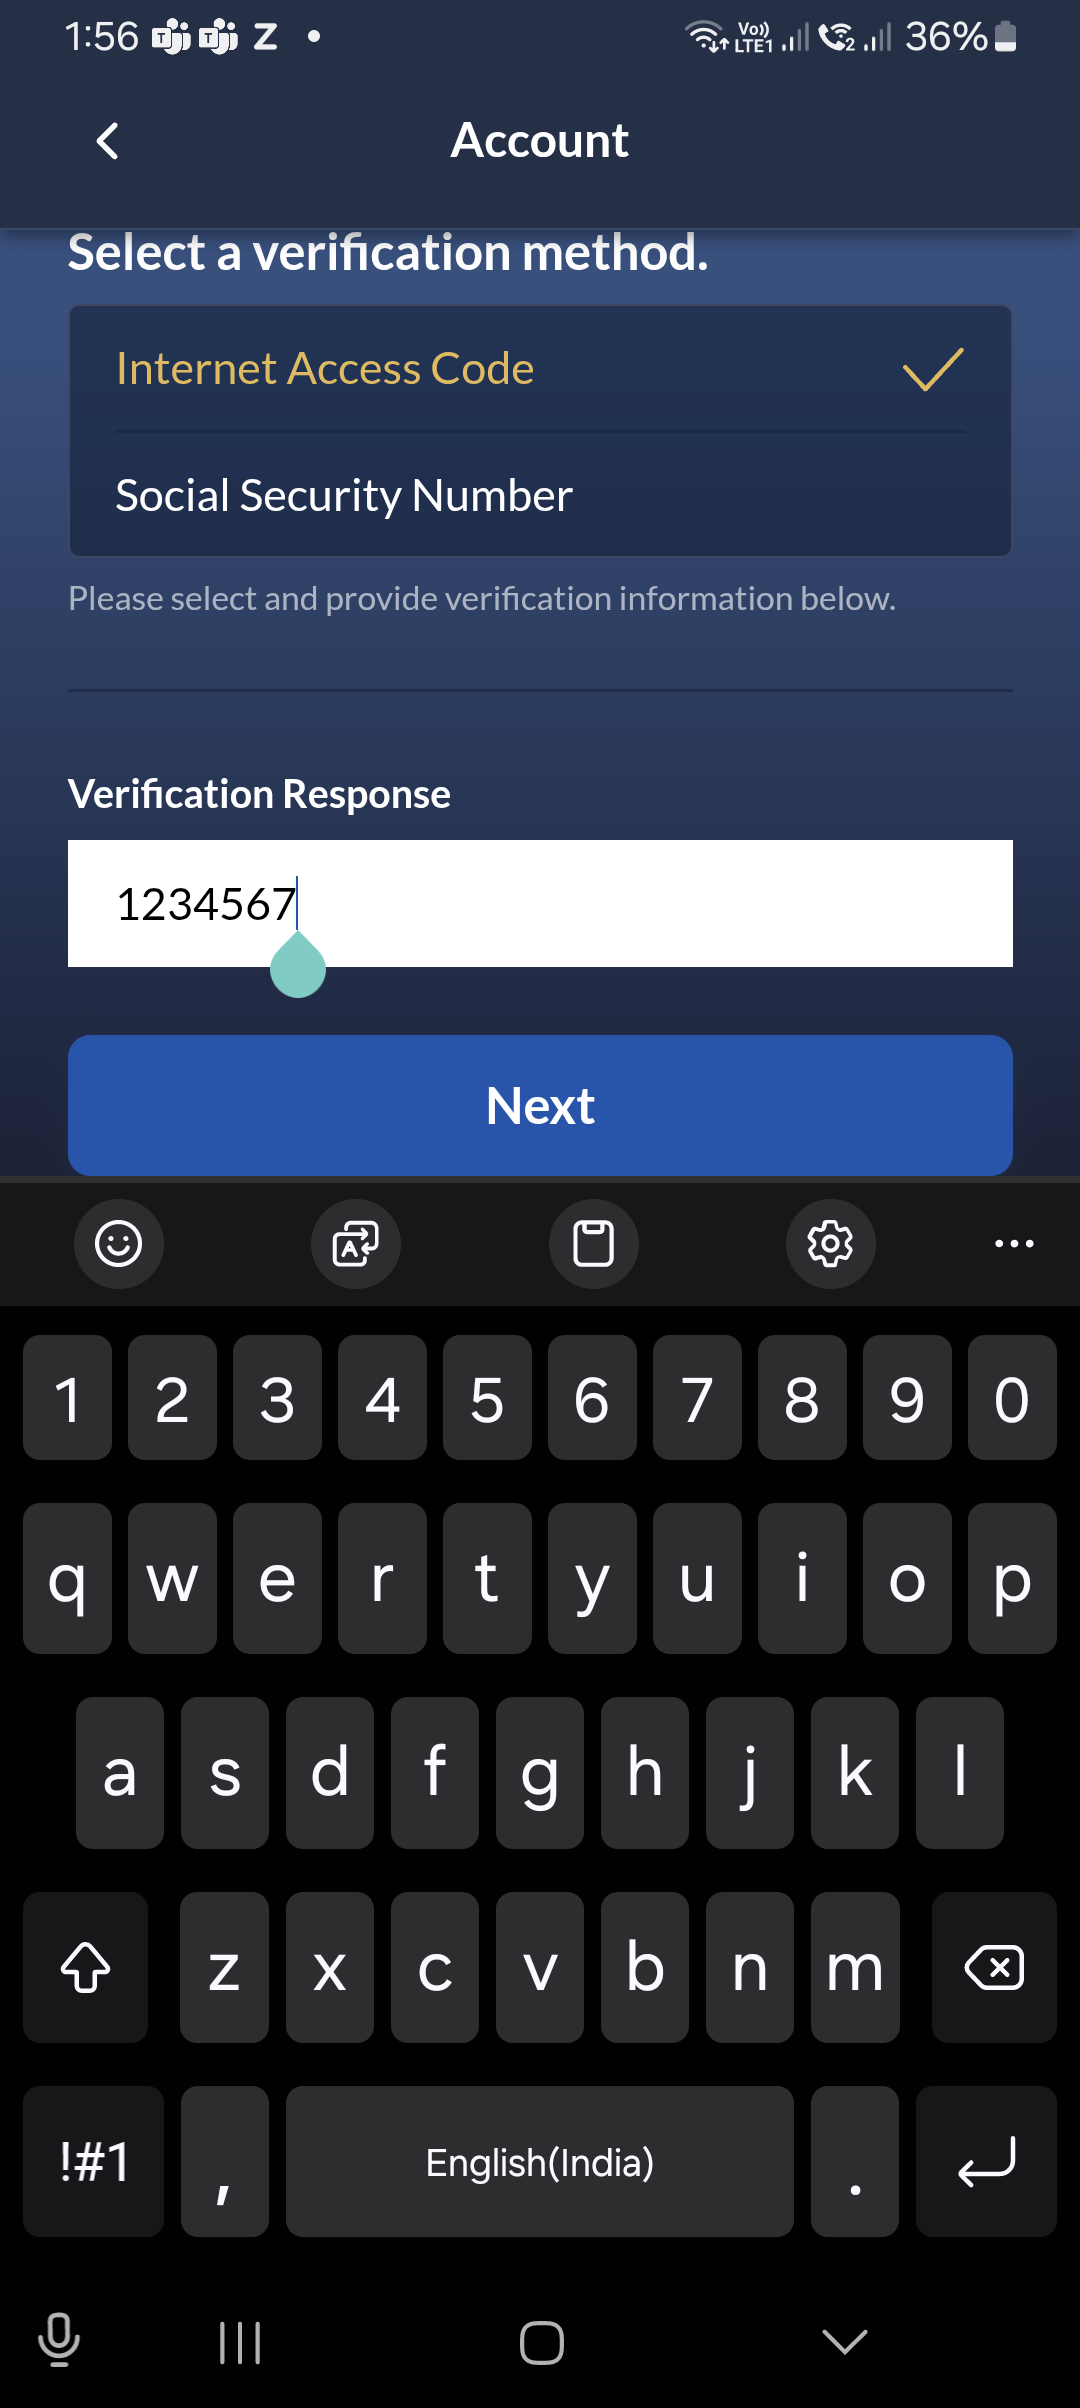 1:56 T T Z Vo)) LTE1 2 36%
Account
Select a verification method.
Internet Access Code
Social Security Number
Please select and provide verification information below.
Verification Response
1234567
Next
A
1 2 3 4 5 6 7 8 9 0
q w e r t y u i o p
a s d f g h j k l
z x c v b n m
!#1 , English(India) .